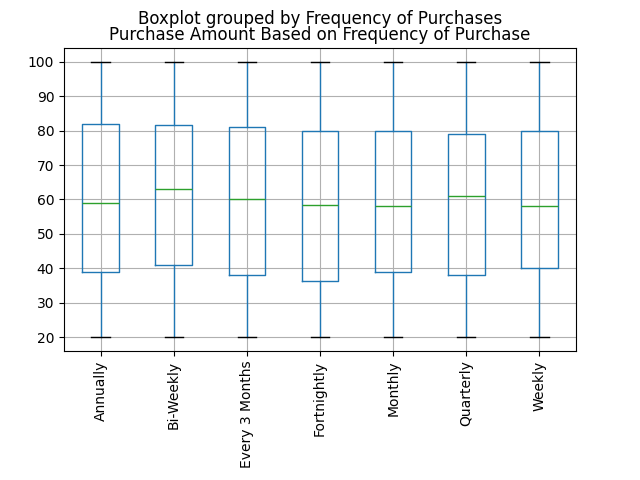 Boxplot grouped by Frequency of Purchases
Purchase Amount Based on Frequency of Purchase
100
90
80
70
60
50
40
30
20
Annually
Bi-Weekly
Every 3 Months
Fortnightly
Monthly
Quarterly
Weekly